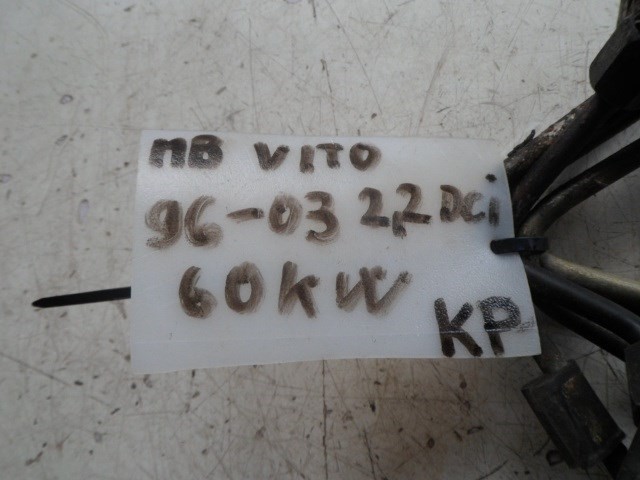 MB VITO
96-03 2,2 DCi
60KW
KP